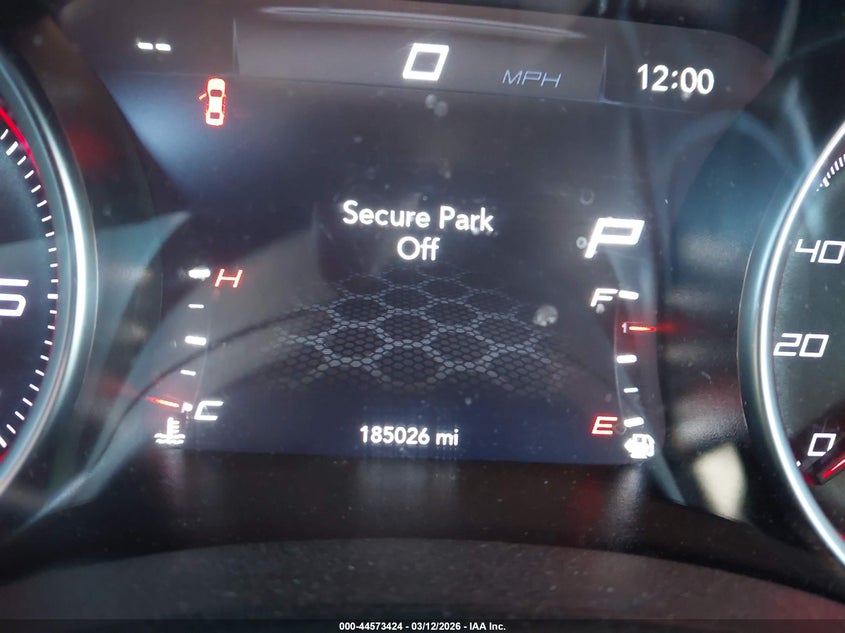 --
0 MPH 12:00
Secure Park
Off
P
H
F
40
5
20
C
E
185026 mi
0
000-44573424 - 03/12/2026 - IAA Inc.